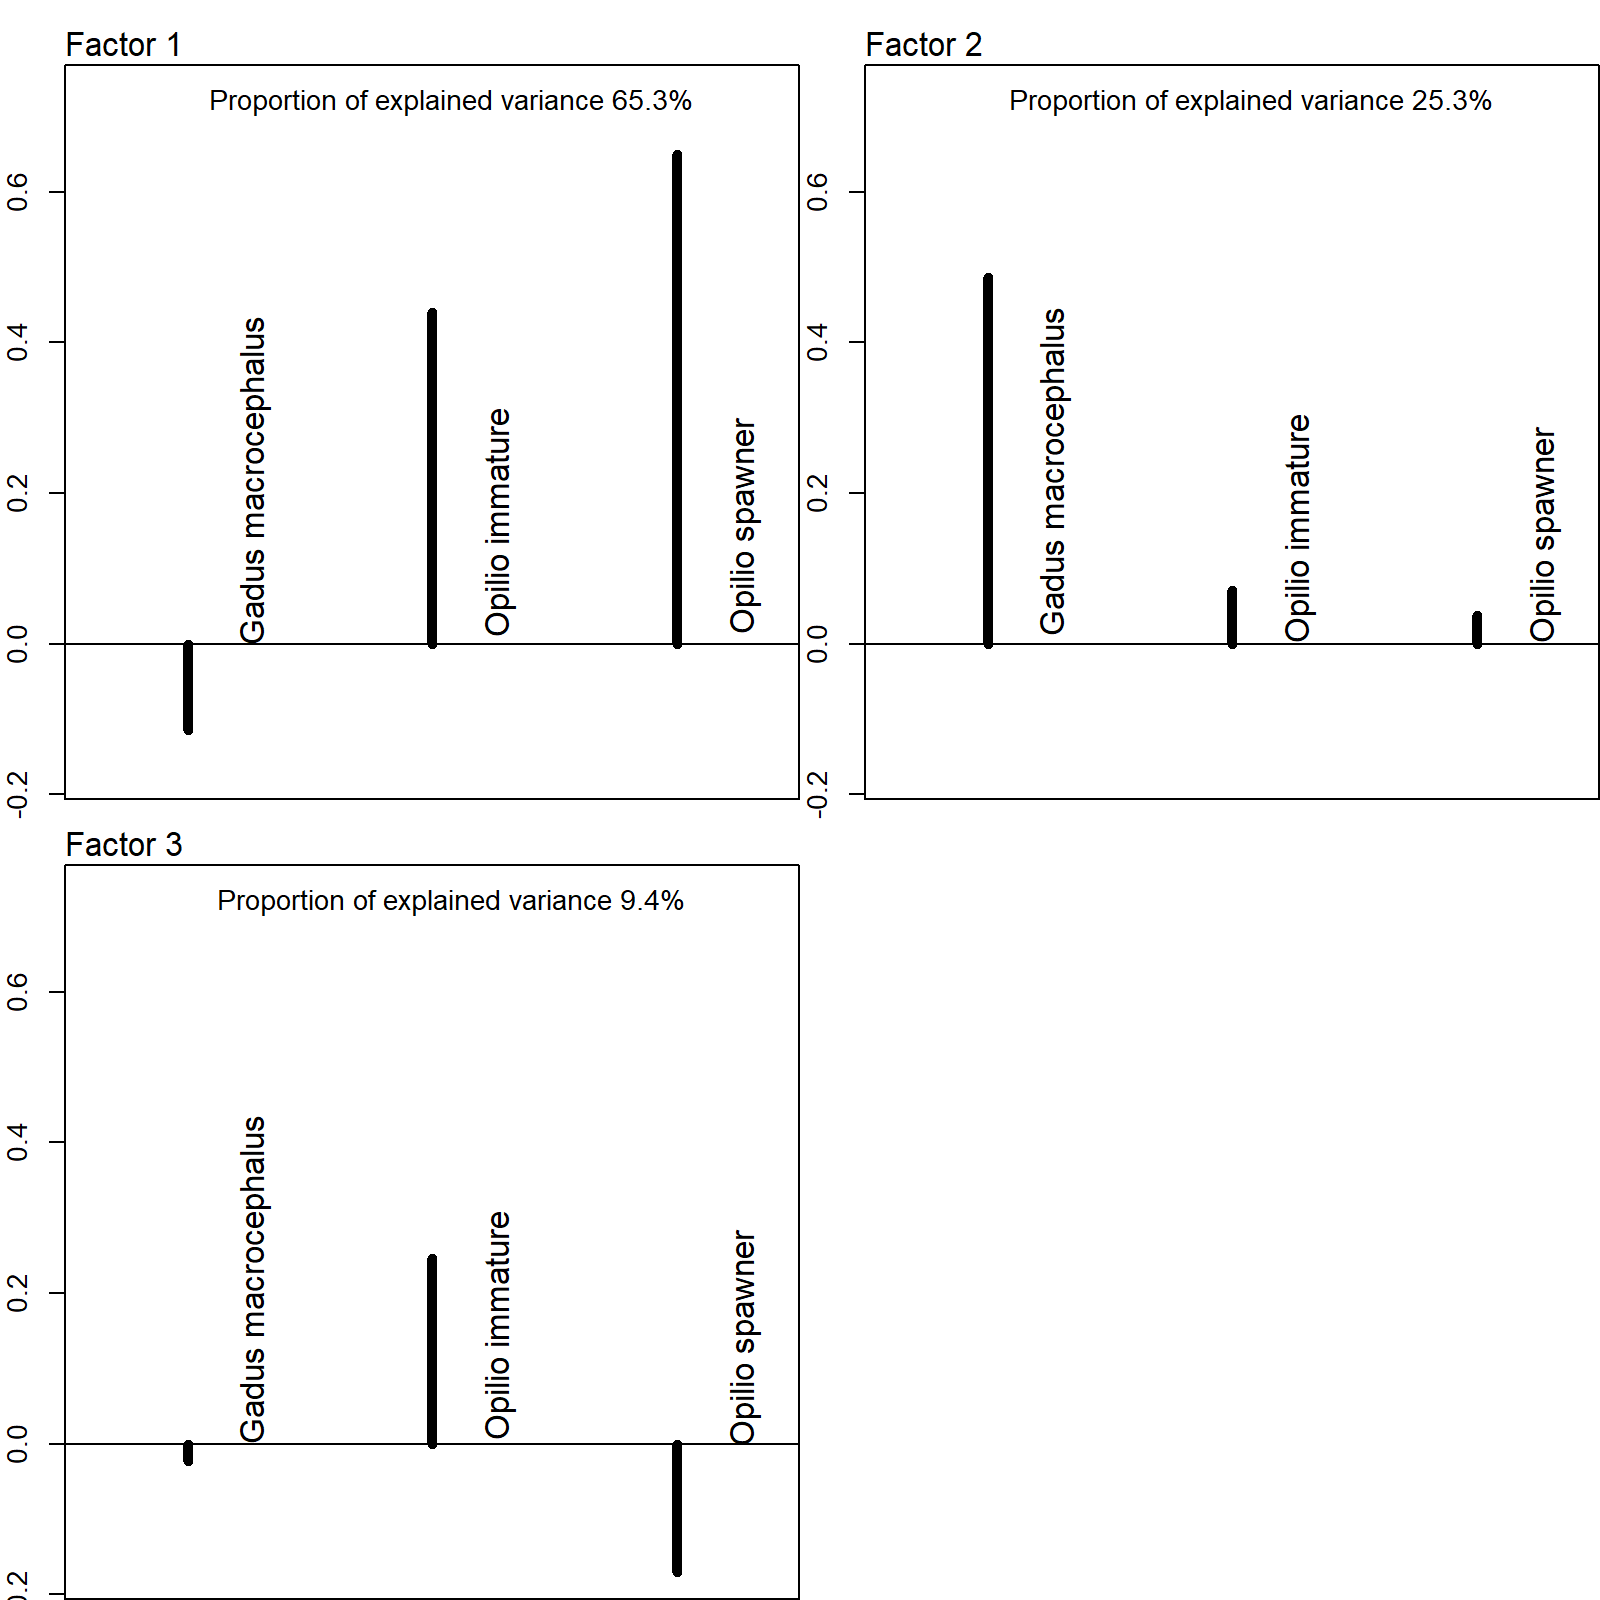 Factor 1
Proportion of explained variance 65.3%
0.6
0.4
0.2
0.0
-0.2
Gadus macrocephalus
Opilio immature
Opilio spawner
Factor 2
Proportion of explained variance 25.3%
0.6
0.4
0.2
0.0
-0.2
Gadus macrocephalus
Opilio immature
Opilio spawner
Factor 3
Proportion of explained variance 9.4%
0.6
0.4
0.2
0.0
0.2
Gadus macrocephalus
Opilio immature
Opilio spawner